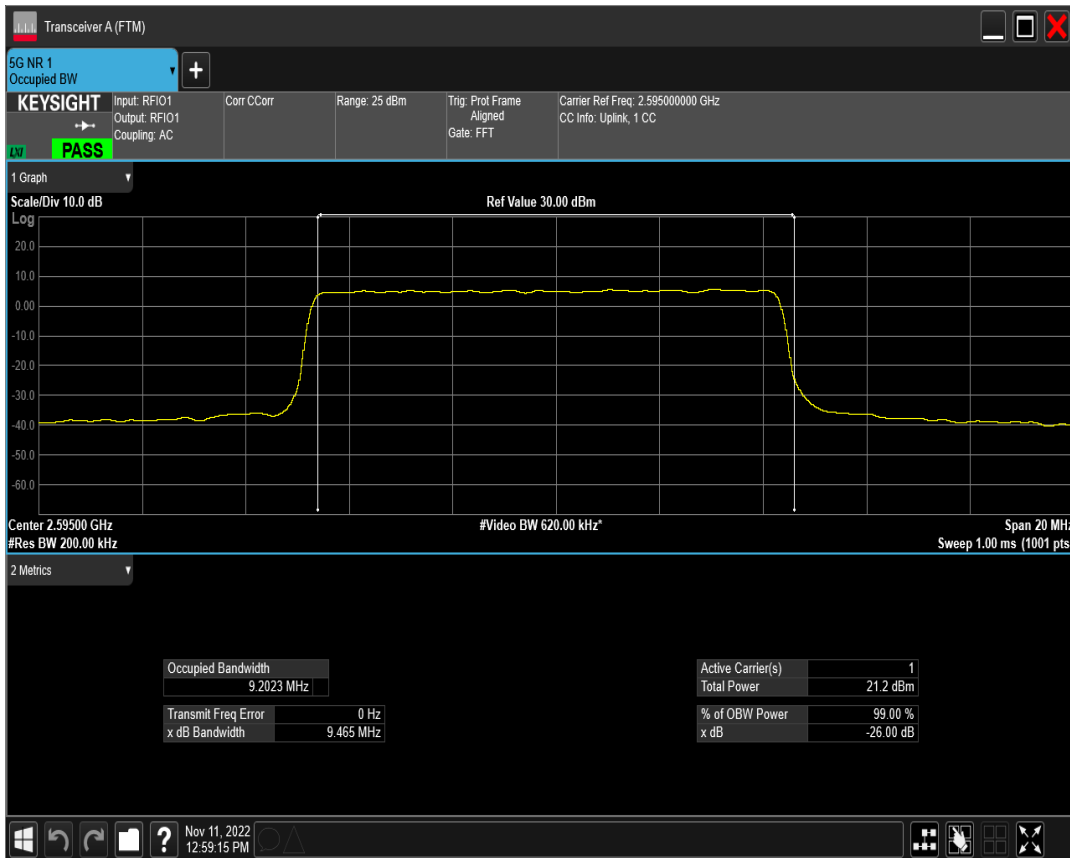 Transceiver A (FTM)
5G NR 1
Occupied BW
+
KEYSIGHT
LXI
PASS
Input: RFIO1
Output: RFIO1
Coupling: AC
Corr CCorr
Range: 25 dBm
Trig: Prot Frame
Aligned
Gate: FFT
Carrier Ref Freq: 2.595000000 GHz
CC Info: Uplink, 1 CC
1 Graph
Scale/Div 10.0 dB
Ref Value 30.00 dBm
Log
20.0
10.0
0.00
-10.0
-20.0
-30.0
-40.0
-50.0
-60.0
Center 2.59500 GHz
#Video BW 620.00 kHz*
Span 20 MHz
#Res BW 200.00 kHz
Sweep 1.00 ms (1001 pts
2 Metrics
Occupied Bandwidth
9.2023 MHz
Transmit Freq Error 0 Hz
x dB Bandwidth 9.465 MHz
Active Carrier(s) 1
Total Power 21.2 dBm
% of OBW Power 99.00 %
x dB -26.00 dB
?
Nov 11, 2022
12:59:15 PM